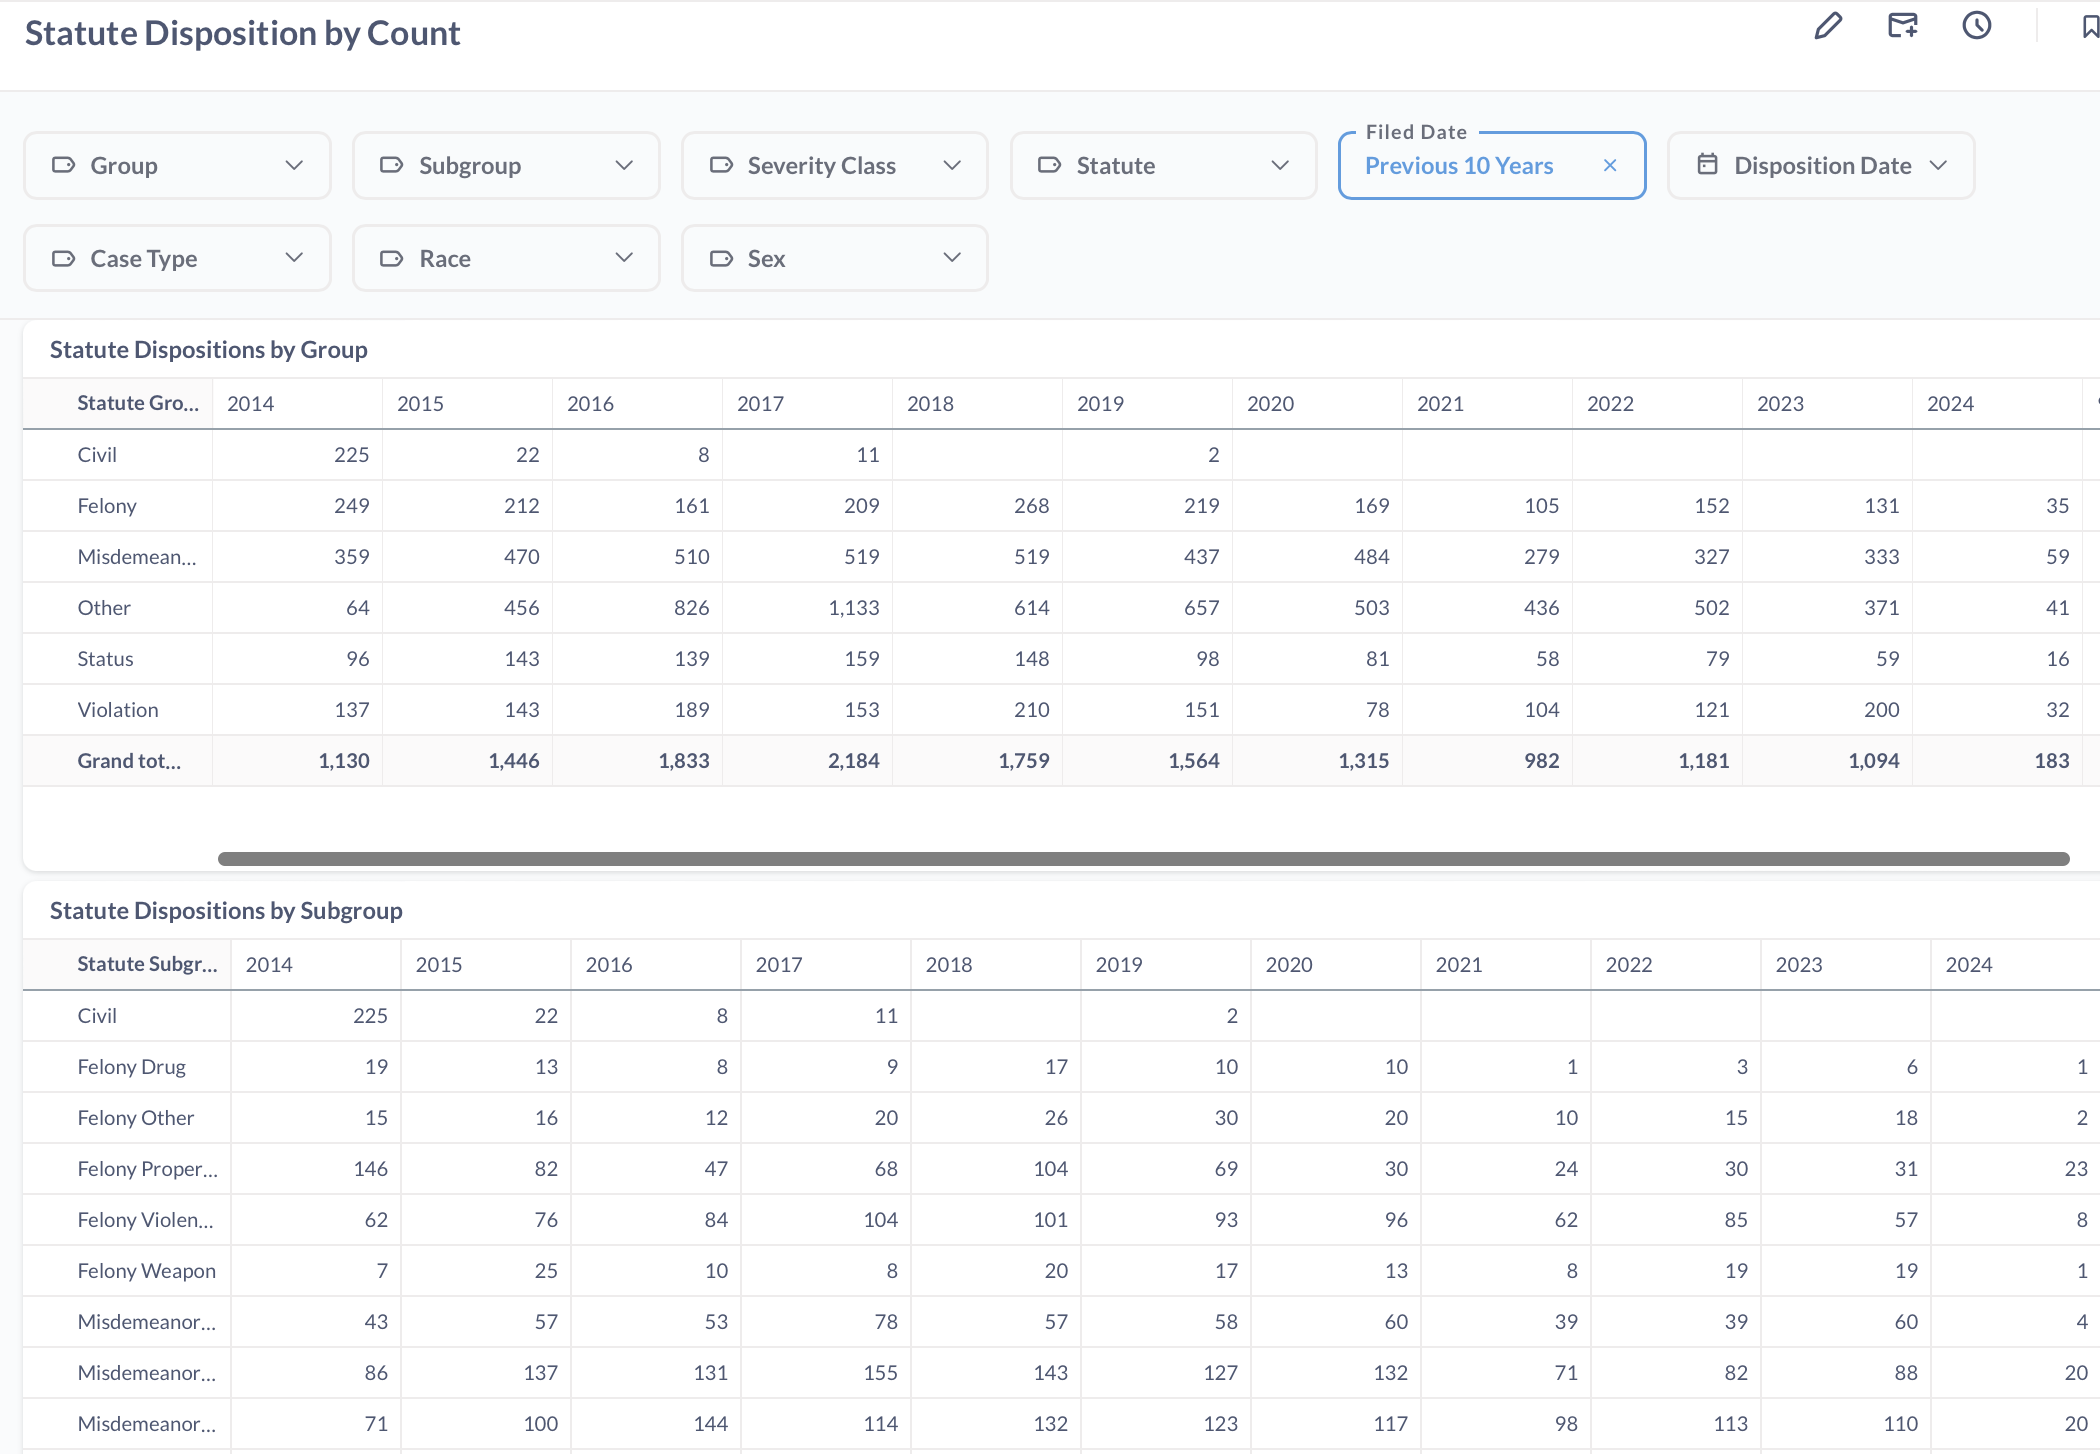 Statute Disposition by Count
Filed Date
Group Subgroup Severity Class Statute Previous 10 Years Disposition Date
Case Type Race Sex
Statute Dispositions by Group
Statute Gro... 2014 2015 2016 2017 2018 2019 2020 2021 2022 2023 2024
Civil 225 22 8 11 2
Felony 249 212 161 209 268 219 169 105 152 131 35
Misdemean... 359 470 510 519 519 437 484 279 327 333 59
Other 64 456 826 1,133 614 657 503 436 502 371 41
Status 96 143 139 159 148 98 81 58 79 59 16
Violation 137 143 189 153 210 151 78 104 121 200 32
Grand tot... 1,130 1,446 1,833 2,184 1,759 1,564 1,315 982 1,181 1,094 183
Statute Dispositions by Subgroup
Statute Subgr... 2014 2015 2016 2017 2018 2019 2020 2021 2022 2023 2024
Civil 225 22 8 11 2
Felony Drug 19 13 8 9 17 10 10 1 3 6 1
Felony Other 15 16 12 20 26 30 20 10 15 18 2
Felony Proper... 146 82 47 68 104 69 30 24 30 31 23
Felony Violen... 62 76 84 104 101 93 96 62 85 57 8
Felony Weapon 7 25 10 8 20 17 13 8 19 19 1
Misdemeanor... 43 57 53 78 57 58 60 39 39 60 4
Misdemeanor... 86 137 131 155 143 127 132 71 82 88 20
Misdemeanor... 71 100 144 114 132 123 117 98 113 110 20